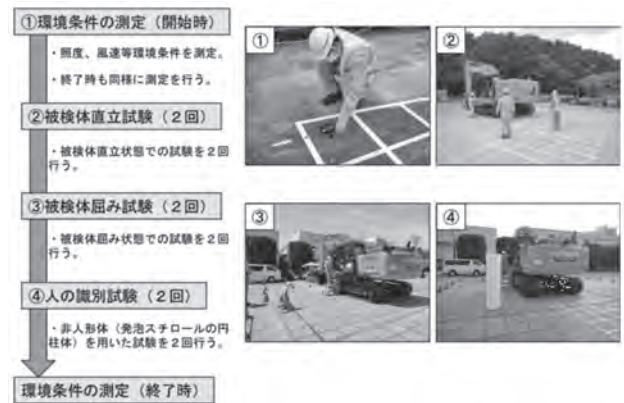 ①環境条件の測定（開始時）
・照度、風速等環境条件を測定。
・終了時も同様に測定を行う。
②被検体直立試験（２回）
・被検体直立状態での試験を２回
行う。
③被検体屈み試験（２回）
・被検体屈み状態での試験を２回
行う。
④人の識別試験（２回）
・非人形体（発泡スチロールの円
柱体）を用いた試験を２回行う。
環境条件の測定（終了時）
①
②
③
④